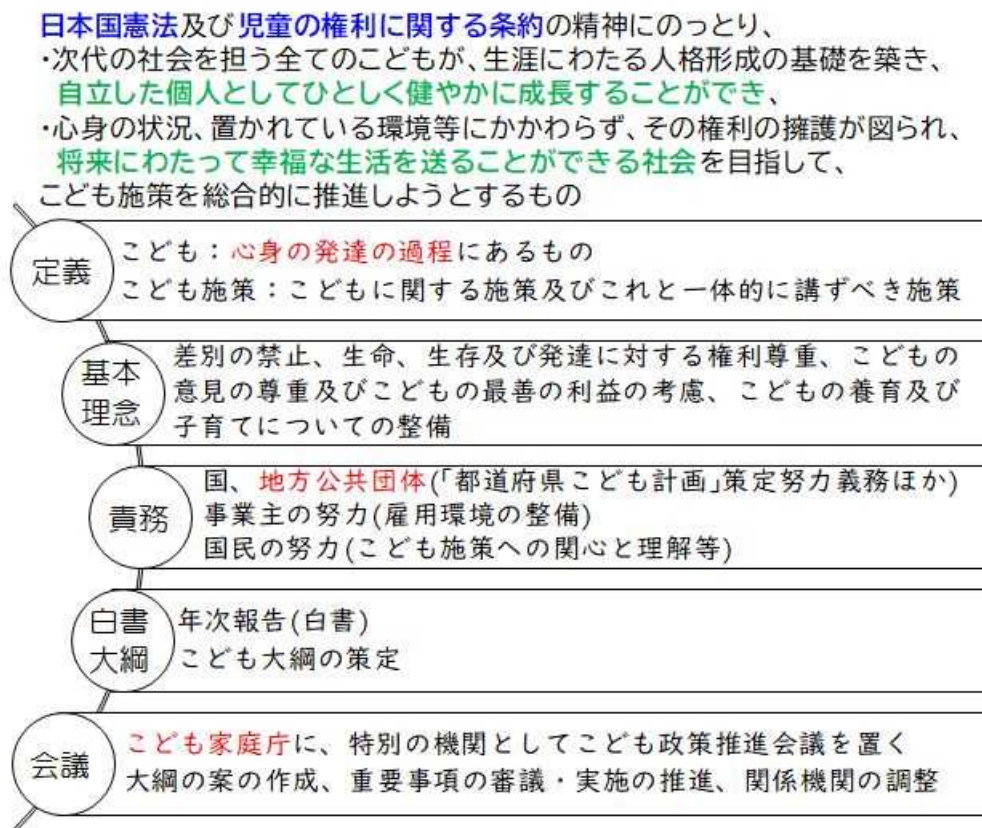 日本国憲法及び児童の権利に関する条約の精神にのっとり、
・次代の社会を担う全てのこどもが、生涯にわたる人格形成の基礎を築き、
自立した個人としてひとしく健やかに成長することができ、
・心身の状況、置かれている環境等にかかわらず、その権利の擁護が図られ、
将来にわたって幸福な生活を送ることができる社会を目指して、
こども施策を総合的に推進しようとするもの
定義
こども：心身の発達の過程にあるもの
こども施策：こどもに関する施策及びこれと一体的に講ずべき施策
基本
理念
差別の禁止、生命、生存及び発達に対する権利尊重、こどもの
意見の尊重及びこどもの最善の利益の考慮、こどもの養育及び
子育てについての整備
責務
国、地方公共団体(「都道府県こども計画」策定努力義務ほか)
事業主の努力(雇用環境の整備)
国民の努力(こども施策への関心と理解等)
白書
大綱
年次報告(白書)
こども大綱の策定
会議
こども家庭庁に、特別の機関としてこども政策推進会議を置く
大綱の案の作成、重要事項の審議・実施の推進、関係機関の調整